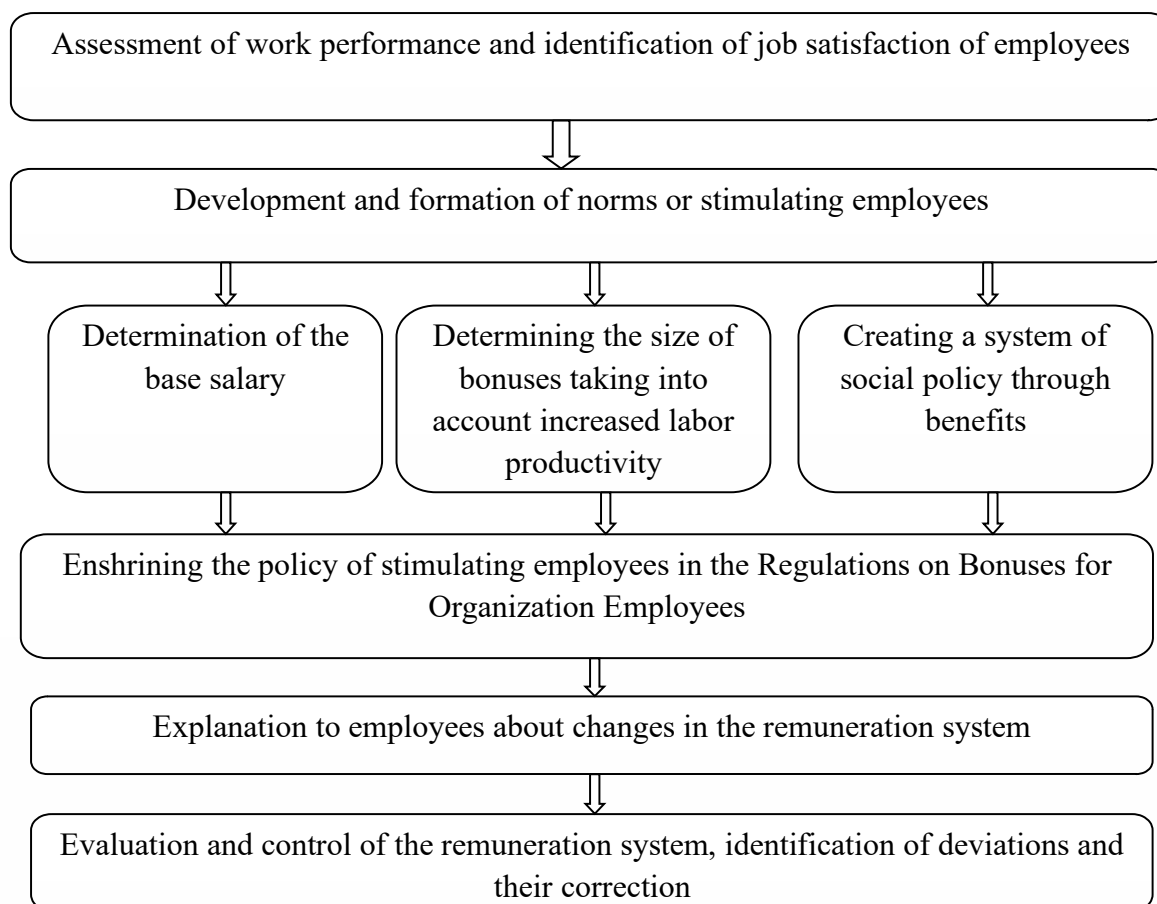 Assessment of work performance and identification of job satisfaction of employees
Development and formation of norms or stimulating employees
Determination of the
base salary
Determining the size of
bonuses taking into
account increased labor
productivity
Creating a system of
social policy through
benefits
Enshrining the policy of stimulating employees in the Regulations on Bonuses for
Organization Employees
Explanation to employees about changes in the remuneration system
Evaluation and control of the remuneration system, identification of deviations and
their correction